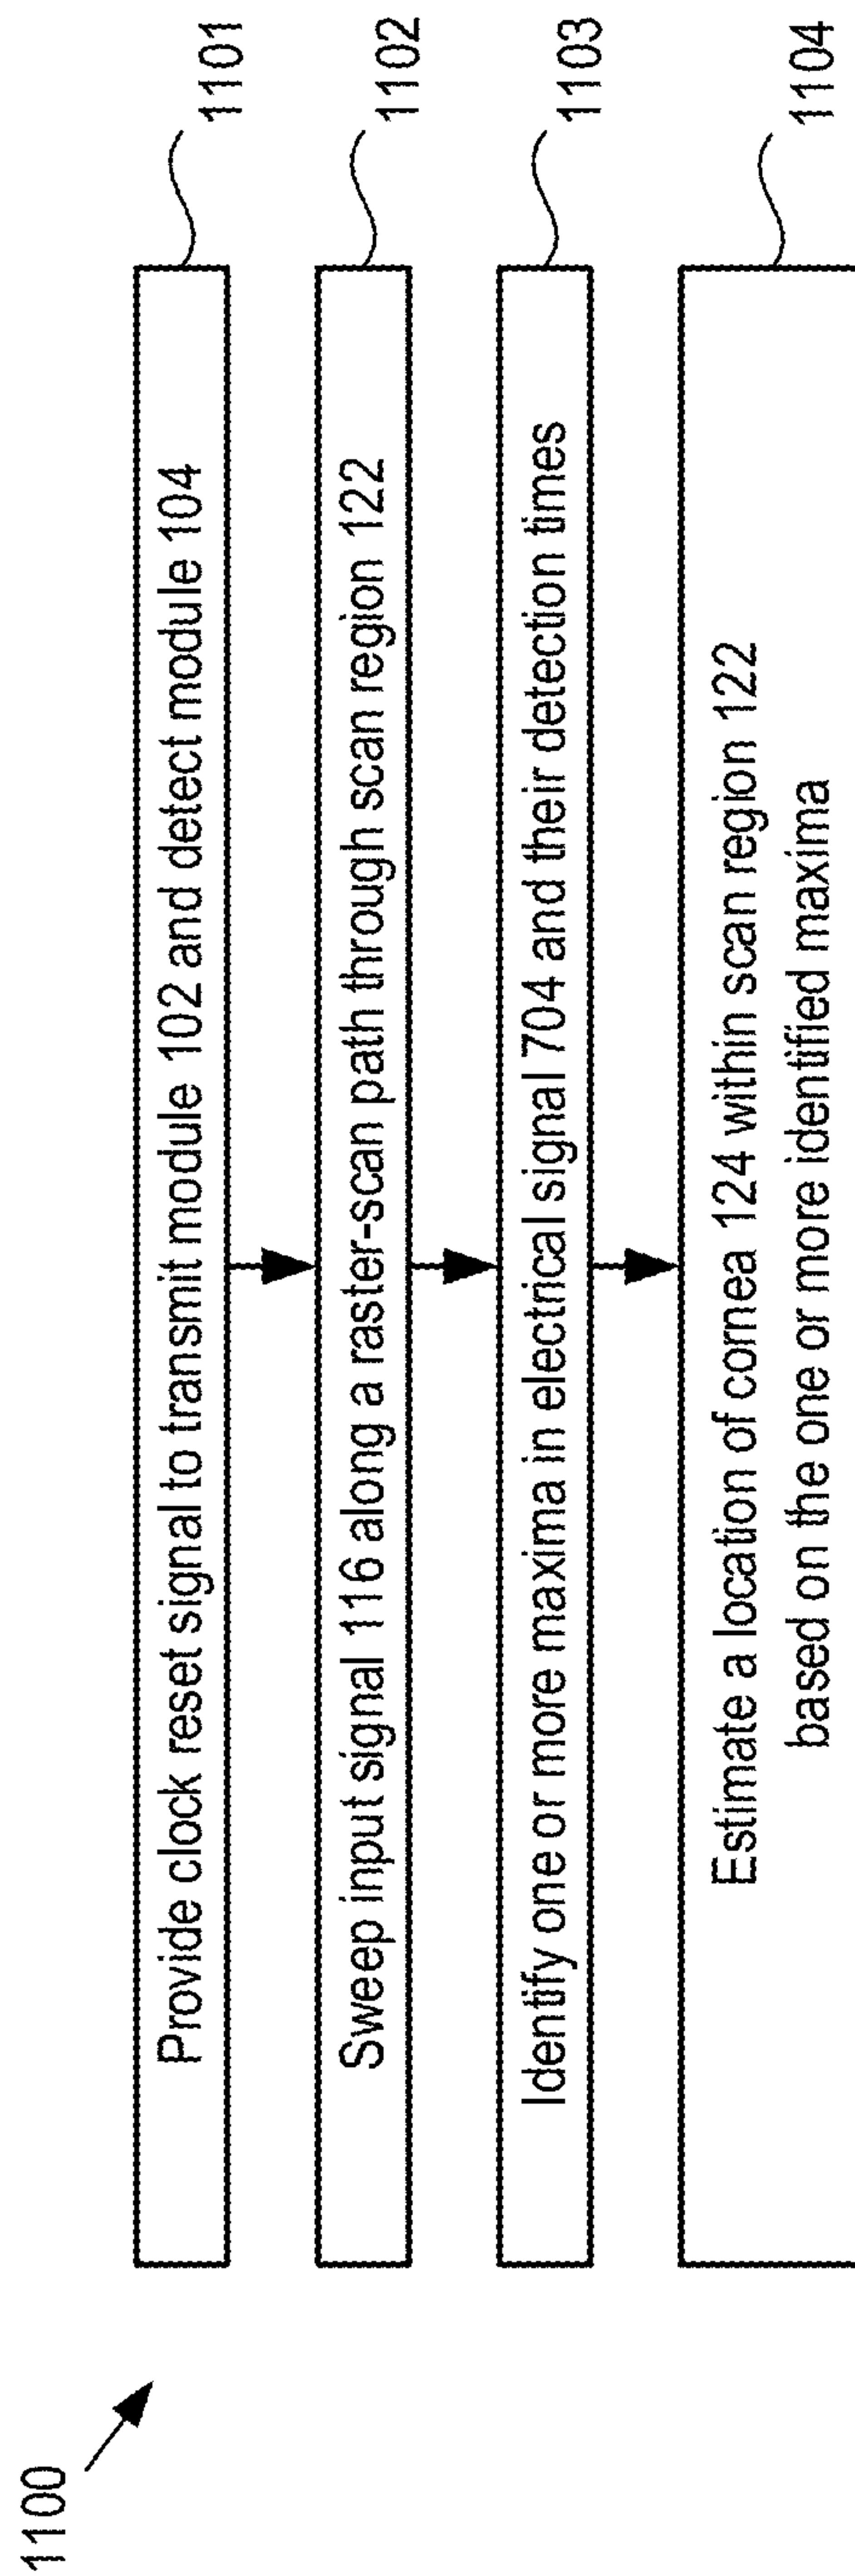 1100
Provide clock reset signal to transmit module 102 and detect module 104
1101
Sweep input signal 116 along a raster-scan path through scan region 122
1102
Identify one or more maxima in electrical signal 704 and their detection times
1103
Estimate a location of cornea 124 within scan region 122
based on the one or more identified maxima
1104